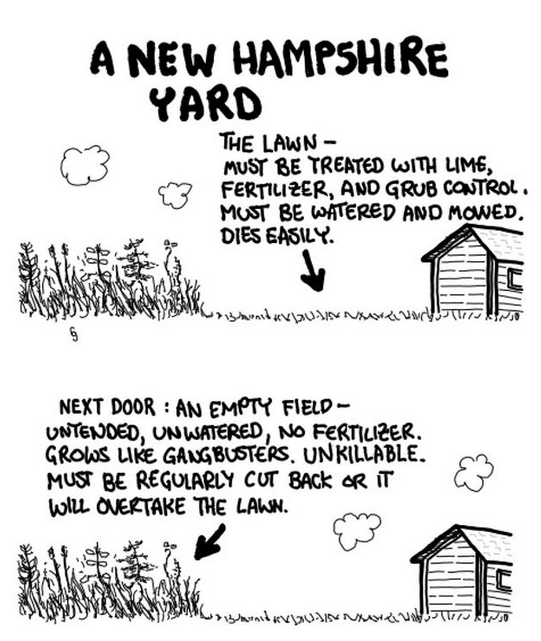 A NEW HAMPSHIRE
YARD
THE LAWN –
MUST BE TREATED WITH LIME,
FERTILIZER, AND GRUB CONTROL.
MUST BE WATERED AND MOWED.
DIES EASILY.
NEXT DOOR : AN EMPTY FIELD –
UNTENDED, UNWATERED, NO FERTILIZER.
GROWS LIKE GANGBUSTERS. UNKILLABLE.
MUST BE REGULARLY CUT BACK OR IT
WILL OVERTAKE THE LAWN.